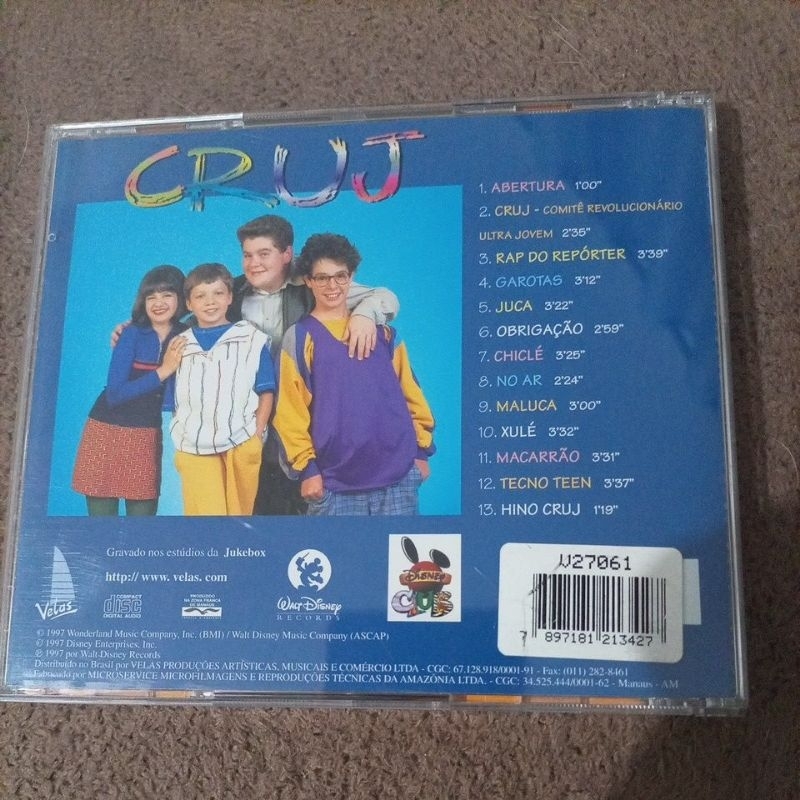 CRUJ
1. ABERTURA 1'00"
2. CRUJ - COMITÊ REVOLUCIONÁRIO
ULTRA JOVEM 2'35"
3. RAP DO REPÓRTER 3'39"
4. GAROTAS 3'12"
5. JUCA 3'22"
6. OBRIGAÇÃO 2'59"
7. CHICLÉ 3'25"
8. NO AR 2'24"
9. MALUCA 3'00"
10. XULÉ 3'32"
11. MACARRÃO 3'31"
12. TECNO TEEN 3'37"
13. HINO CRUJ 1'19"
Velas
Gravado nos estúdios da Jukebox
http://www.velas.com
COMPACT
disc
DIGITAL AUDIO
PRODUZIDO
NA ZONA FRANCA
DE MANAUS
WALT DISNEY
RECORDS
DISNEY
CLUB
V27061
7 897181 213427
© 1997 Wonderland Music Company, Inc. (BMI) / Walt Disney Music Company (ASCAP)
© 1997 Disney Enterprises, Inc.
℗ 1997 por Walt Disney Records
Distribuído no Brasil por VELAS PRODUÇÕES ARTÍSTICAS, MUSICAIS E COMÉRCIO LTDA - CGC: 67.128.918/0001-91 - Fax: (011) 282-8461
Fabricado por MICROSERVICE MICROFILMAGENS E REPRODUÇÕES TÉCNICAS DA AMAZÔNIA LTDA. - CGC: 34.525.444/0001-62 - Manaus - AM